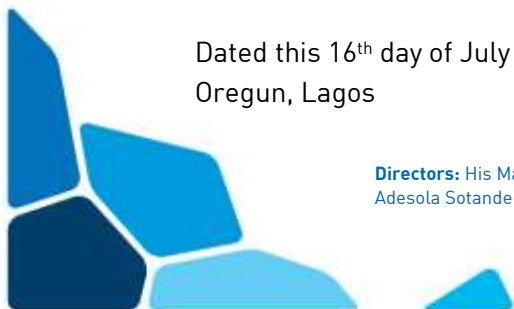 Dated this 16th day of July
Oregun, Lagos
Directors: His Ma
Adesola Sotande